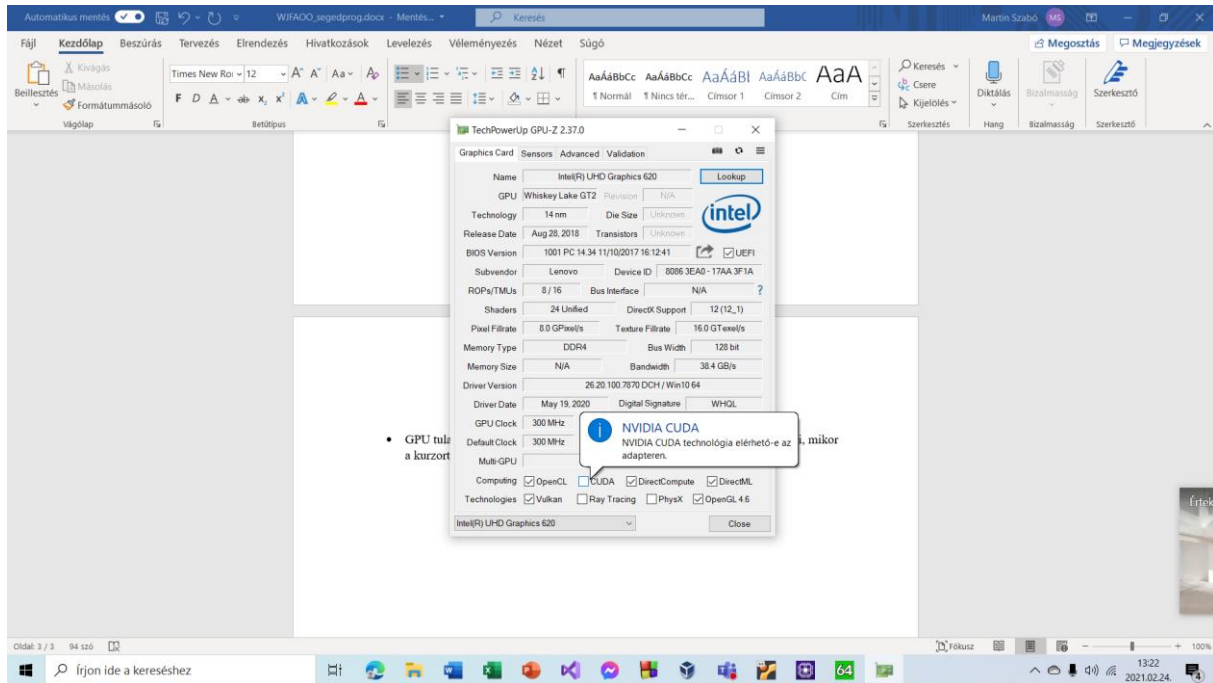 Automatikus mentés WJFAOO_segedprog.docx - Mentés... Keresés Martin Szabó MS
Fájl Kezdőlap Beszúrás Tervezés Elrendezés Hivatkozások Levelezés Véleményezés Nézet Súgó Megosztás Megjegyzések
Beillesztés
Kivágás
Másolás
Formátummásoló
Vágólap
Times New Roi 12
F D A ab x, x'
Betűtípus
AaÁáBbCc AaÁáBbCc AaÁáBl AaÁáBbC AaA
¶ Normál ¶ Nincs tér... Címsor 1 Címsor 2 Cím
Keresés
Csere
Kijelölés
Szerkesztés
Diktálás
Hang
Bizalmasság
Bizalmasság
Szerkesztő
Szerkesztő
TechPowerUp GPU-Z 2.37.0
Graphics Card Sensors Advanced Validation
Name Intel(R) UHD Graphics 620 Lookup
GPU Whiskey Lake GT2 Revision N/A
intel
Technology 14 nm Die Size Unknown
Release Date Aug 28, 2018 Transistors Unknown
BIOS Version 1001 PC 14.34 11/10/2017 16:12:41 UEFI
Subvendor Lenovo Device ID 8086 3EA0 - 17AA 3F1A
ROPs/TMUs 8 / 16 Bus Interface N/A ?
Shaders 24 Unified DirectX Support 12 (12_1)
Pixel Fillrate 8.0 GPixel/s Texture Fillrate 16.0 GTexel/s
Memory Type DDR4 Bus Width 128 bit
Memory Size N/A Bandwidth 38.4 GB/s
Driver Version 26.20.100.7870 DCH / Win10 64
Driver Date May 19, 2020 Digital Signature WHQL
GPU Clock 300 MHz
Default Clock 300 MHz
Multi-GPU
NVIDIA CUDA
NVIDIA CUDA technológia elérhető-e az
adapteren.
Computing OpenCL CUDA DirectCompute DirectML
Technologies Vulkan Ray Tracing PhysX OpenGL 4.6
Intel(R) UHD Graphics 620 Close
• GPU tula i, mikor
a kurzort
Értek
Oldal: 3 / 3 94 szó Fókusz 100%
Írjon ide a kereséshez 64 13:22
2021.02.24. 4